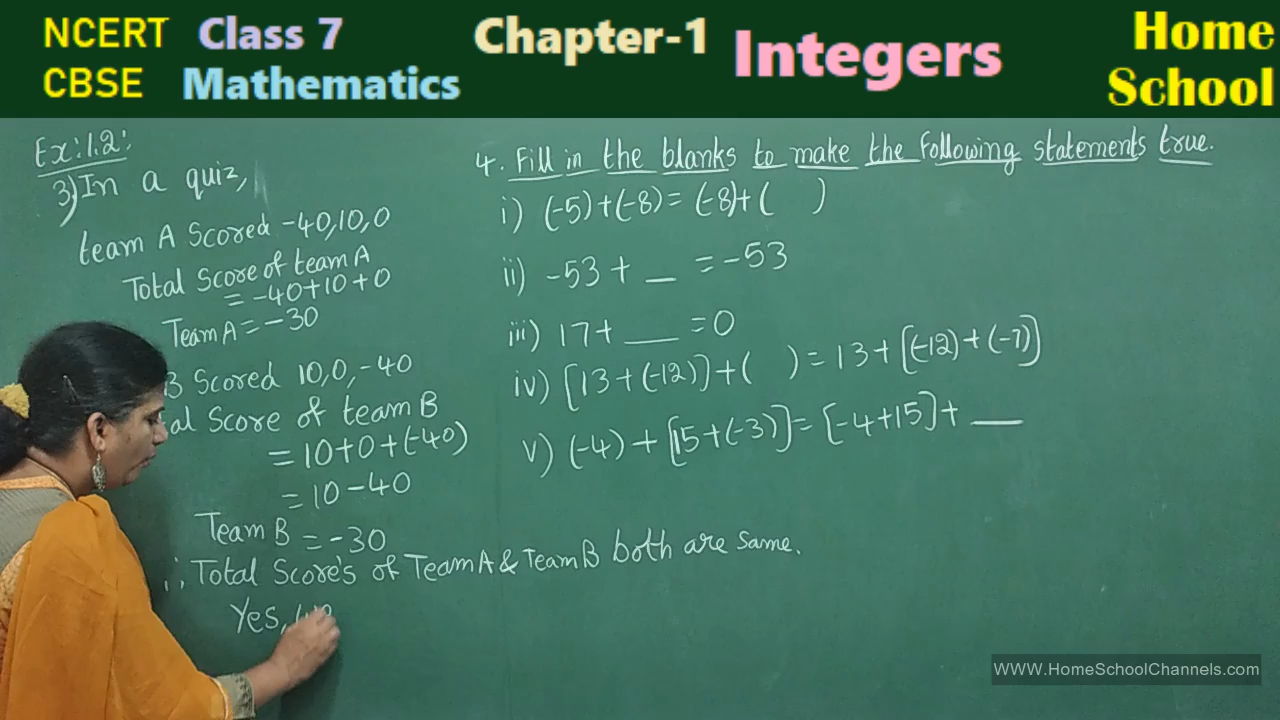 NCERT Class 7 Chapter-1 Integers Home
CBSE Mathematics School
Ex:1.2:
3) In a quiz,
team A Scored -40,10,0
Total Score of team A
= -40+10+0
Team A = -30
B Scored 10,0,-40
al Score of team B
= 10+0+(-40)
= 10-40
Team B = -30
∴ Total Scores of Team A & Team B both are same.
Yes,
4. Fill in the blanks to make the following statements true.
i) (-5)+(-8)=(-8)+( )
ii) -53 + __ = -53
iii) 17+ ___ =0
iv) [13+(-12)]+( ) = 13+[(-12)+(-7)]
v) (-4)+[15+(-3)]=[-4+15]+ ___
WWW.HomeSchoolChannels.com